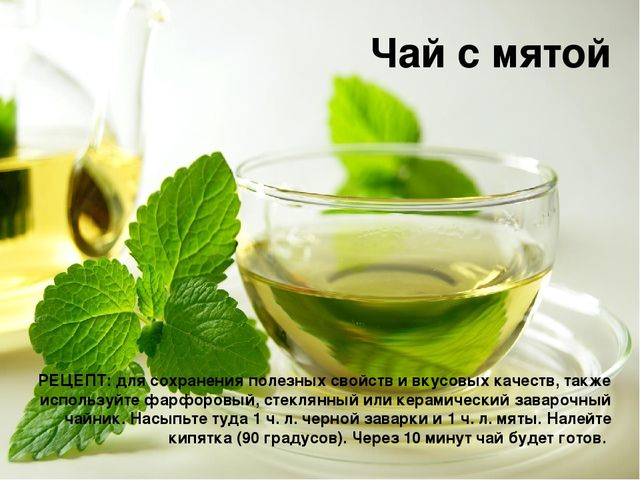 Чай с мятой
РЕЦЕПТ: для сохранения полезных свойств и вкусовых качеств, также
используйте фарфоровый, стеклянный или керамический заварочный
чайник. Насыпьте туда 1 ч. л. черной заварки и 1 ч. л. мяты. Налейте
кипятка (90 градусов). Через 10 минут чай будет готов.